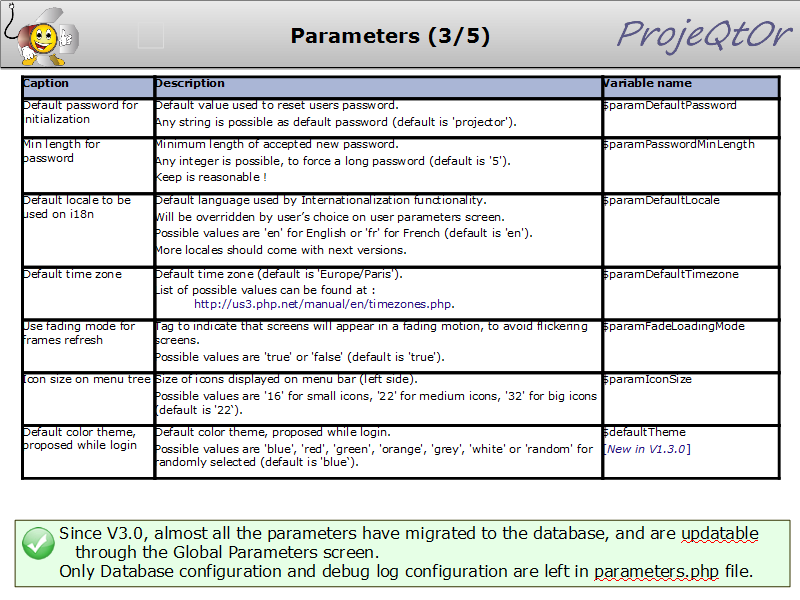 Parameters (3/5)
ProjeQtOr
Caption
Description
Variable name
Default password for
initialization
Default value used to reset users password.
Any string is possible as default password (default is 'projector').
$paramDefaultPassword
Min length for
password
Minimum length of accepted new password.
Any integer is possible, to force a long password (default is '5').
Keep is reasonable !
$paramPasswordMinLength
Default locale to be
used on i18n
Default language used by Internationalization functionality.
Will be overridden by user’s choice on user parameters screen.
Possible values are 'en' for English or 'fr' for French (default is 'en').
More locales should come with next versions.
$paramDefaultLocale
Default time zone
Default time zone (default is 'Europe/Paris').
List of possible values can be found at :
http://us3.php.net/manual/en/timezones.php.
$paramDefaultTimezone
Use fading mode for
frames refresh
Tag to indicate that screens will appear in a fading motion, to avoid flickering
screens.
Possible values are 'true' or 'false' (default is 'true').
$paramFadeLoadingMode
Icon size on menu tree
Size of icons displayed on menu bar (left side).
Possible values are '16' for small icons, '22' for medium icons, '32' for big icons
(default is '22‘).
$paramIconSize
Default color theme,
proposed while login
Default color theme, proposed while login.
Possible values are 'blue', 'red', 'green', 'orange', 'grey', 'white' or 'random' for
randomly selected (default is 'blue‘).
$defaultTheme
[New in V1.3.0]
Since V3.0, almost all the parameters have migrated to the database, and are updatable
through the Global Parameters screen.
Only Database configuration and debug log configuration are left in parameters.php file.